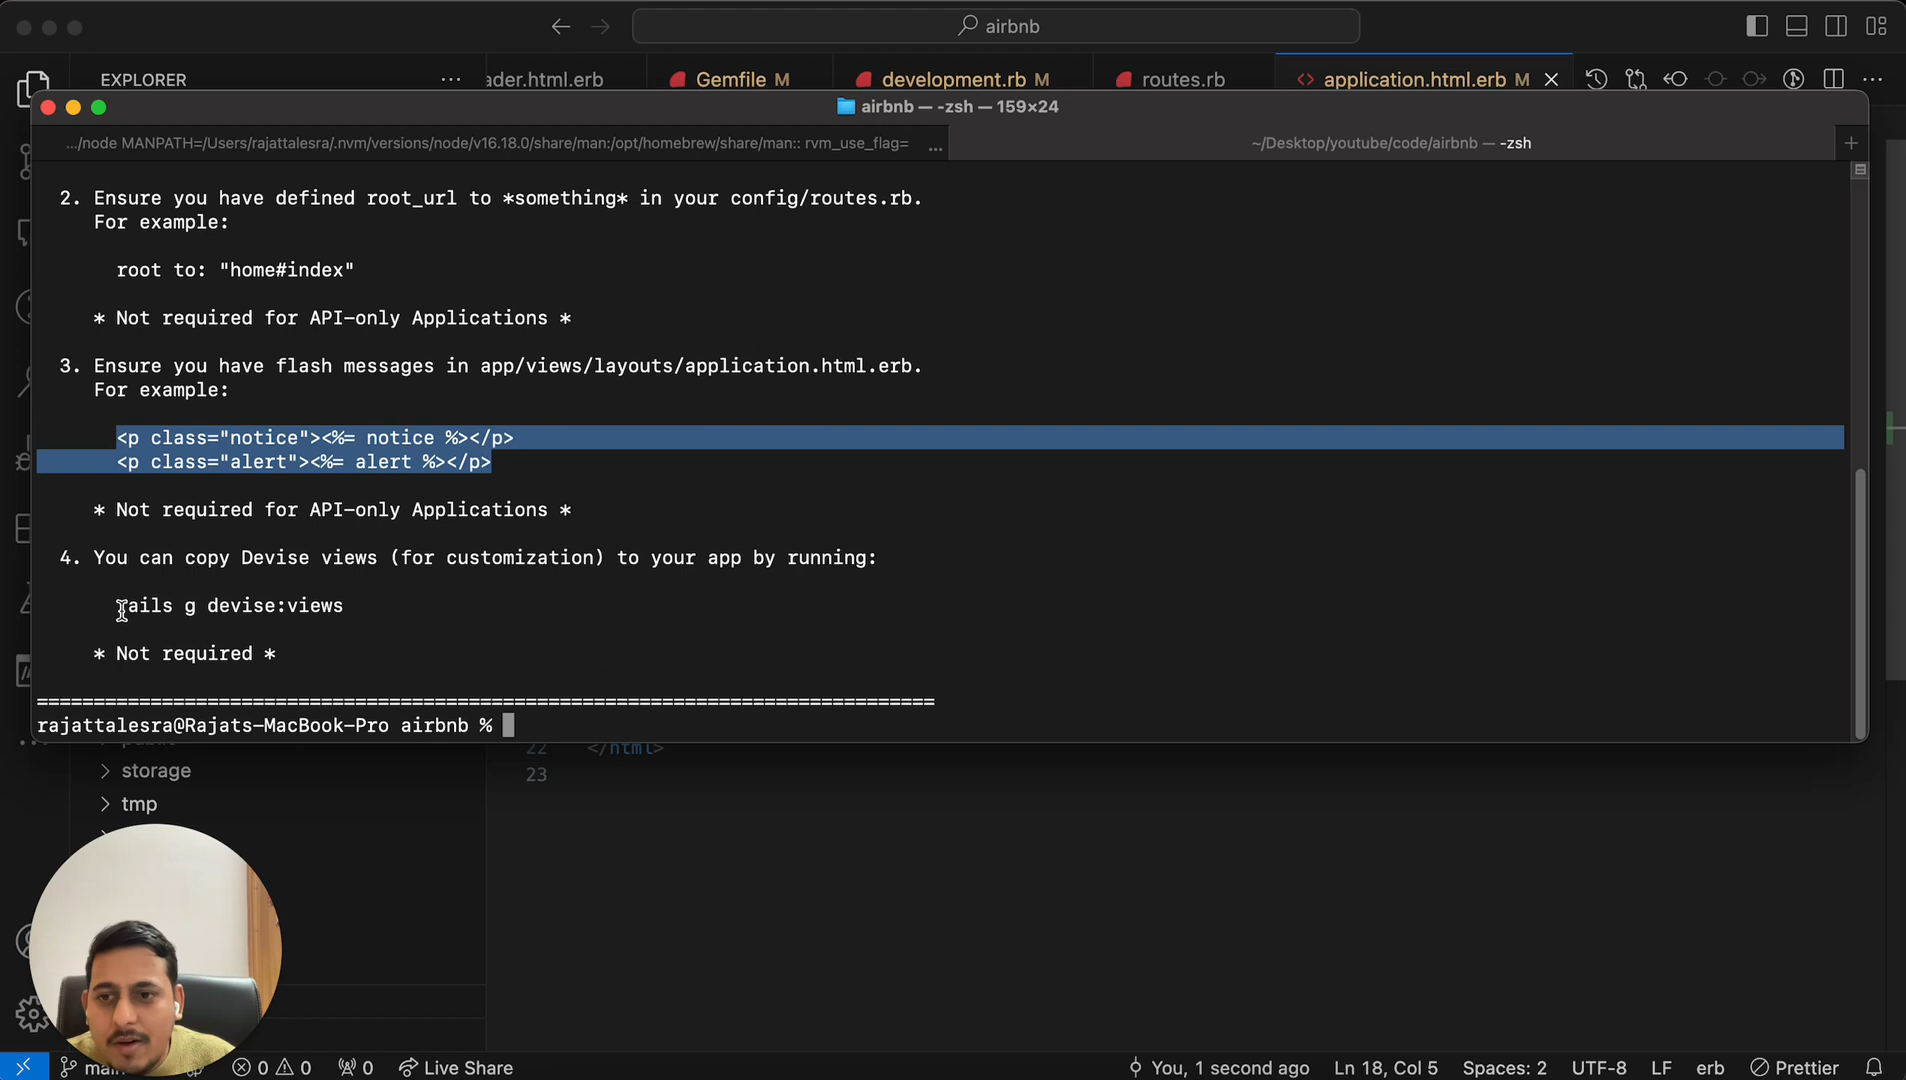 airbnb
EXPLORER
ader.html.erb
Gemfile M
development.rb M
routes.rb
application.html.erb M
airbnb — -zsh — 159×24
.../node MANPATH=/Users/rajattalesra/.nvm/versions/node/v16.18.0/share/man:/opt/homebrew/share/man:: rvm_use_flag= ...
~/Desktop/youtube/code/airbnb — -zsh
2. Ensure you have defined root_url to *something* in your config/routes.rb.
For example:
root to: "home#index"
* Not required for API-only Applications *
3. Ensure you have flash messages in app/views/layouts/application.html.erb.
For example:
<p class="notice"><%= notice %></p>
<p class="alert"><%= alert %></p>
* Not required for API-only Applications *
4. You can copy Devise views (for customization) to your app by running:
rails g devise:views
* Not required *
===============================================================================
rajattalesra@Rajats-MacBook-Pro airbnb %
22 </html>
storage
23
tmp
main
0 0
0
Live Share
You, 1 second ago
Ln 18, Col 5
Spaces: 2
UTF-8
LF
erb
Prettier